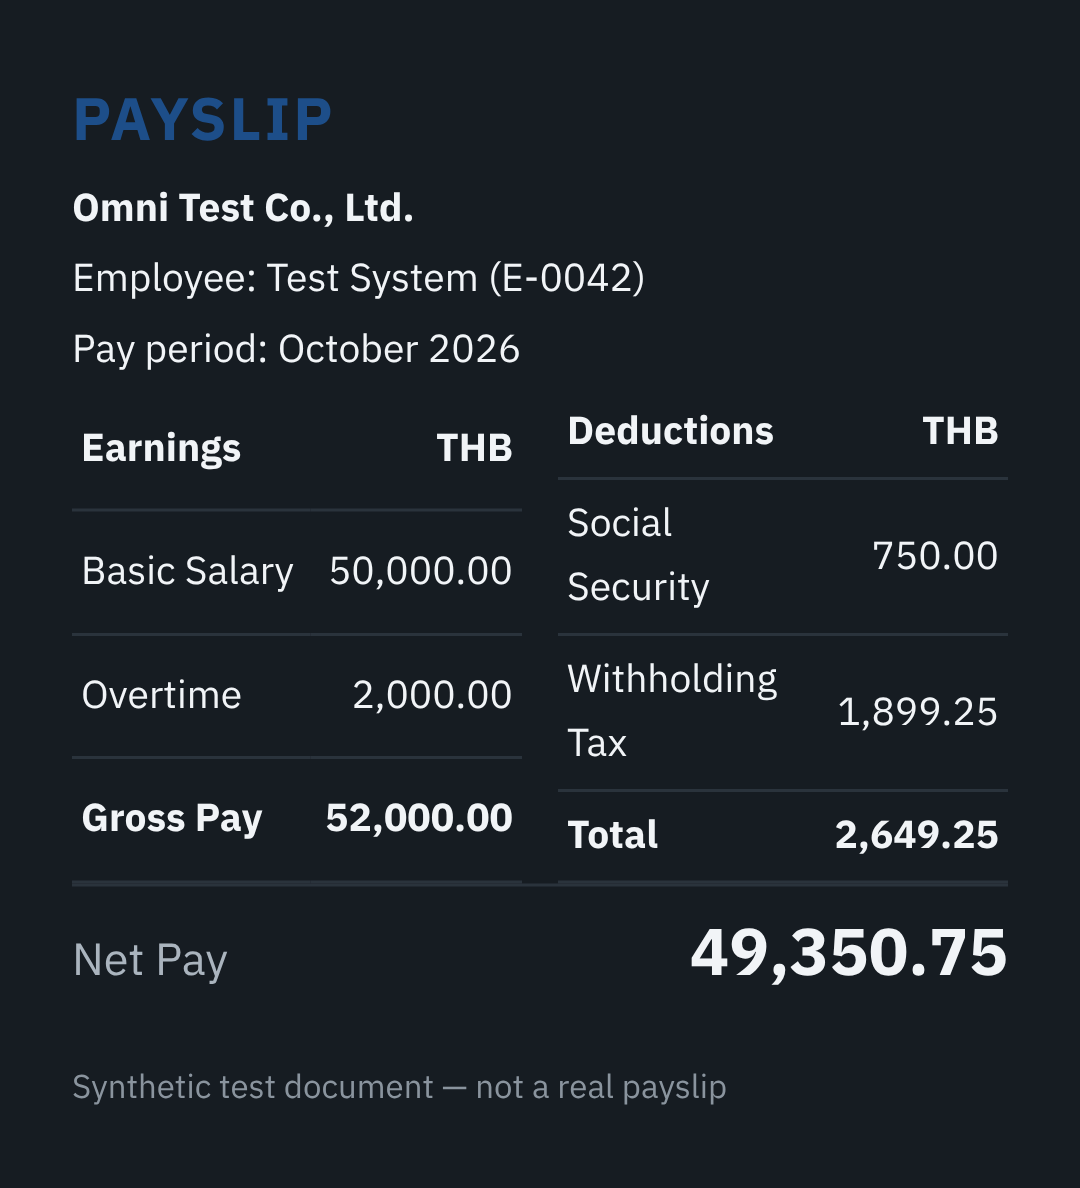 PAYSLIP
Omni Test Co., Ltd.
Employee: Test System (E-0042)
Pay period: October 2026
Earnings THB
Basic Salary 50,000.00
Overtime 2,000.00
Gross Pay 52,000.00
Deductions THB
Social
Security 750.00
Withholding
Tax 1,899.25
Total 2,649.25
Net Pay 49,350.75
Synthetic test document — not a real payslip